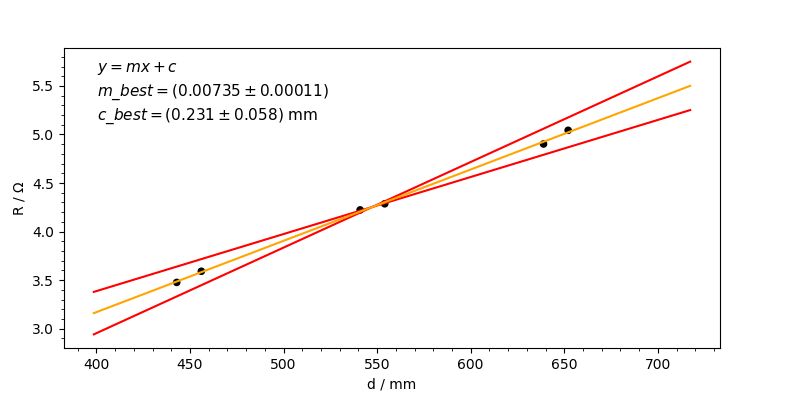 y = mx + c
m_best = (0.00735 ± 0.00011)
c_best = (0.231 ± 0.058) mm
5.5
5.0
4.5
4.0
3.5
3.0
R / Ω
400 450 500 550 600 650 700
d / mm